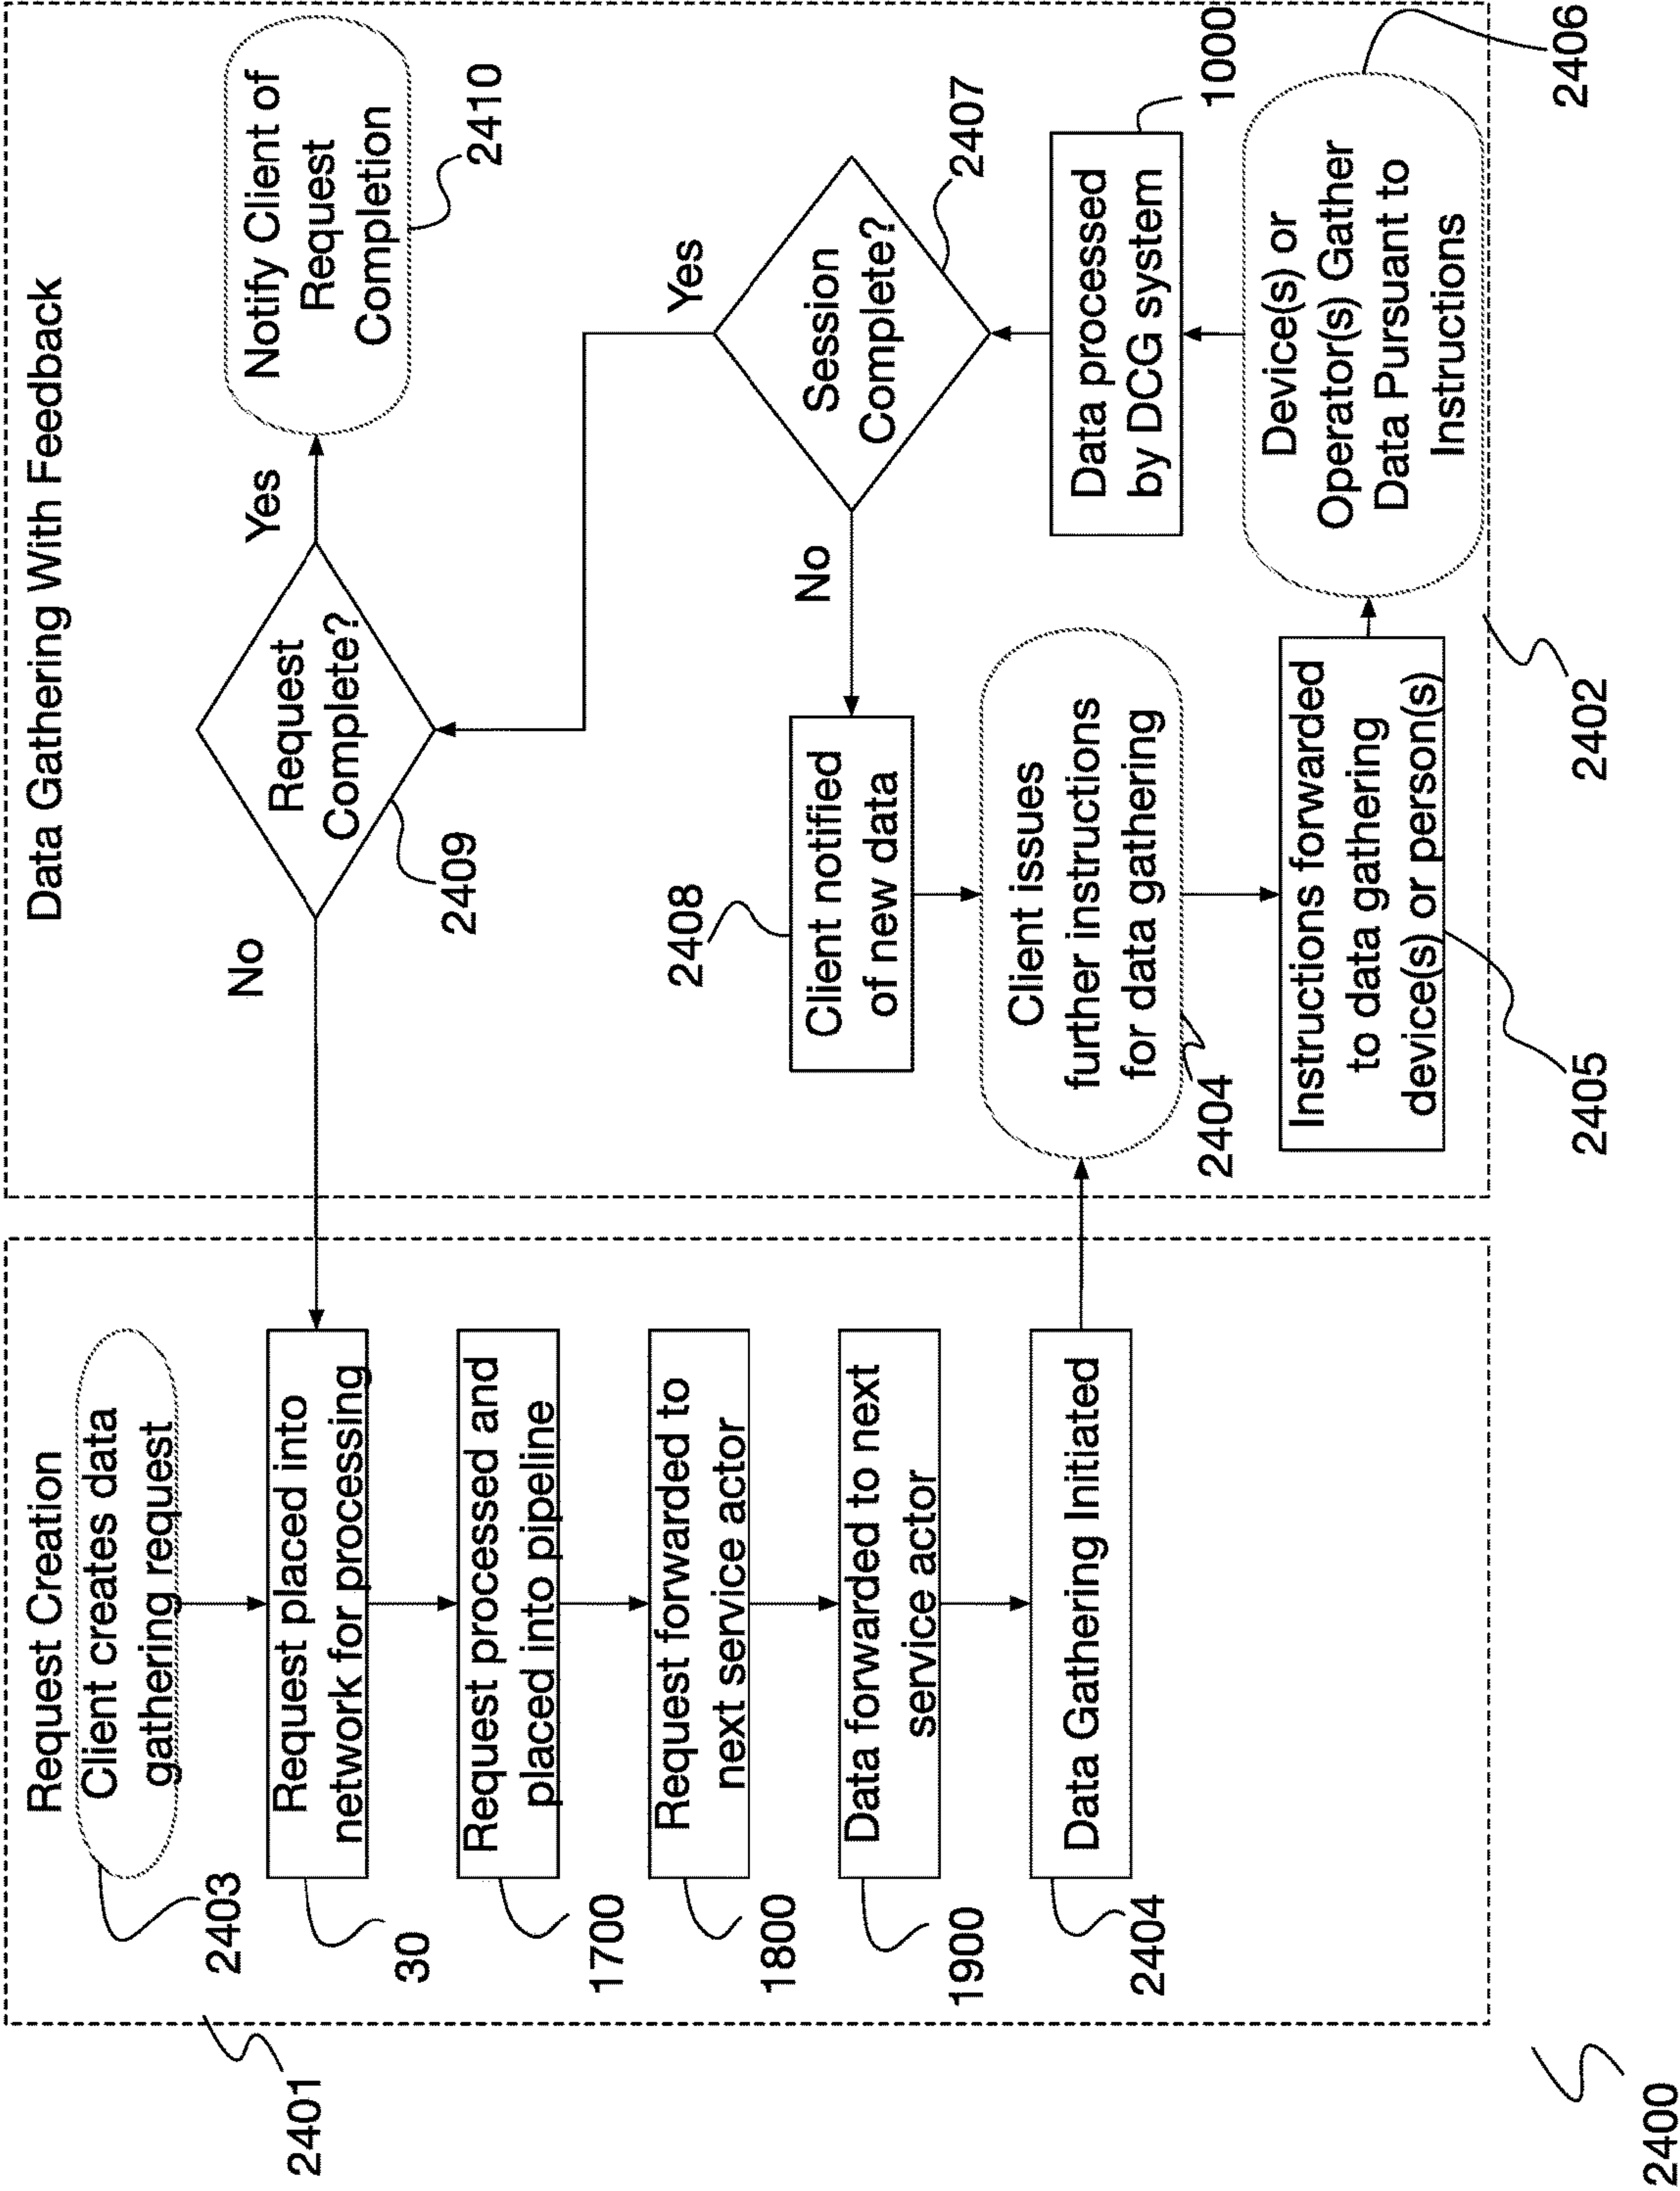 Request Creation
Client creates data
gathering request
2403
Request placed into
network for processing
30
Request processed and
placed into pipeline
1700
Request forwarded to
next service actor
1800
Data forwarded to next
service actor
1900
Data Gathering Initiated
2404
2401
Data Gathering With Feedback
Request
Complete?
2409
No
Yes
Notify Client of
Request
Completion
2410
Session
Complete?
2407
Yes
No
Client notified
of new data
2408
Client issues
further instructions
for data gathering
2404
Instructions forwarded
to data gathering
device(s) or person(s)
2405
Data processed
by DCG system
1000
Device(s) or
Operator(s) Gather
Data Pursuant to
Instructions
2406
2402
2400